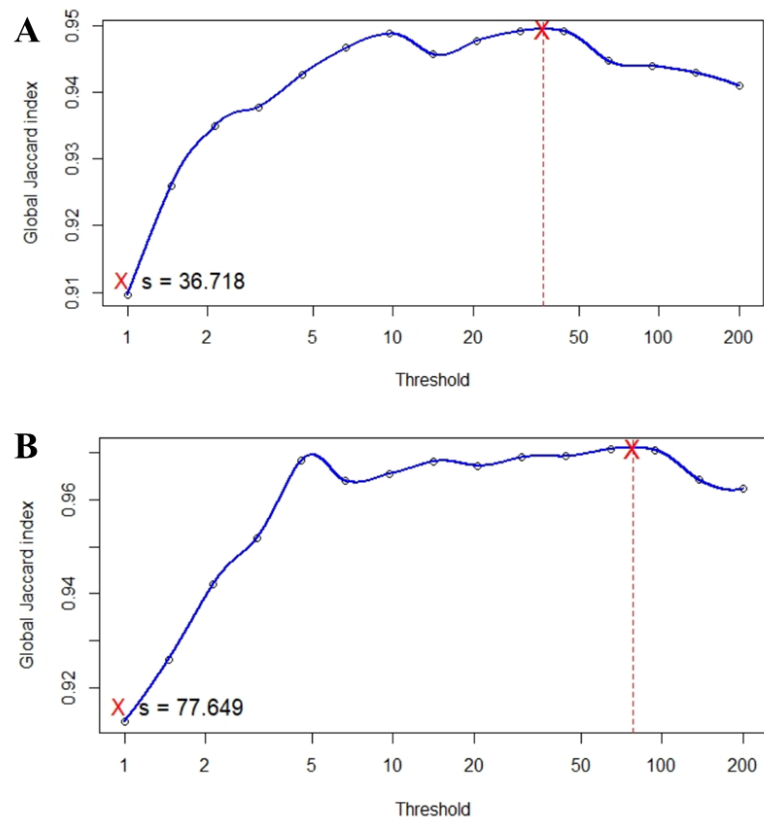 A
Global Jaccard index
0.95
0.94
0.93
0.92
0.91
X s = 36.718
X
1 2 5 10 20 50 100 200
Threshold
B
Global Jaccard index
0.96
0.94
0.92
X s = 77.649
X
1 2 5 10 20 50 100 200
Threshold